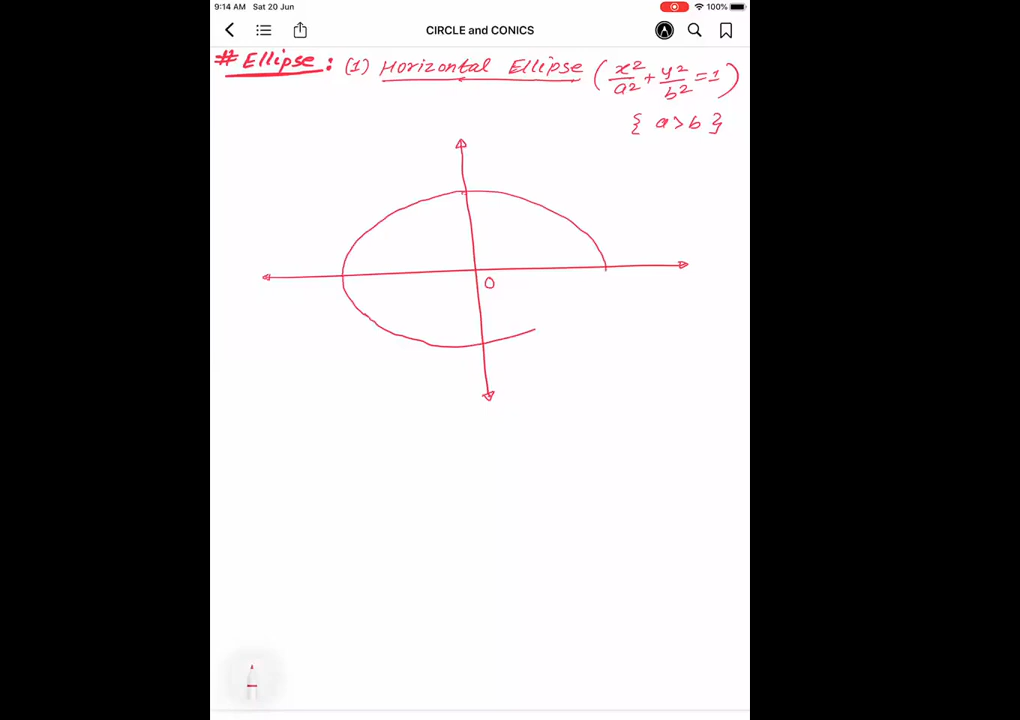 9:14 AM Sat 20 Jun 100%
CIRCLE and CONICS
# Ellipse : (1) Horizontal Ellipse (x²/a² + y²/b² = 1)
{ a > b }
O